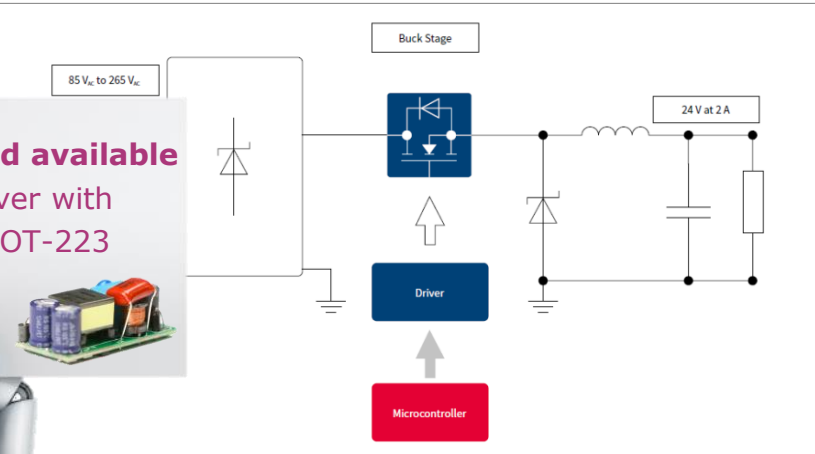 Buck Stage
85 VAC to 265 VAC
24 V at 2 A
d available
ver with
OT-223
Driver
Microcontroller